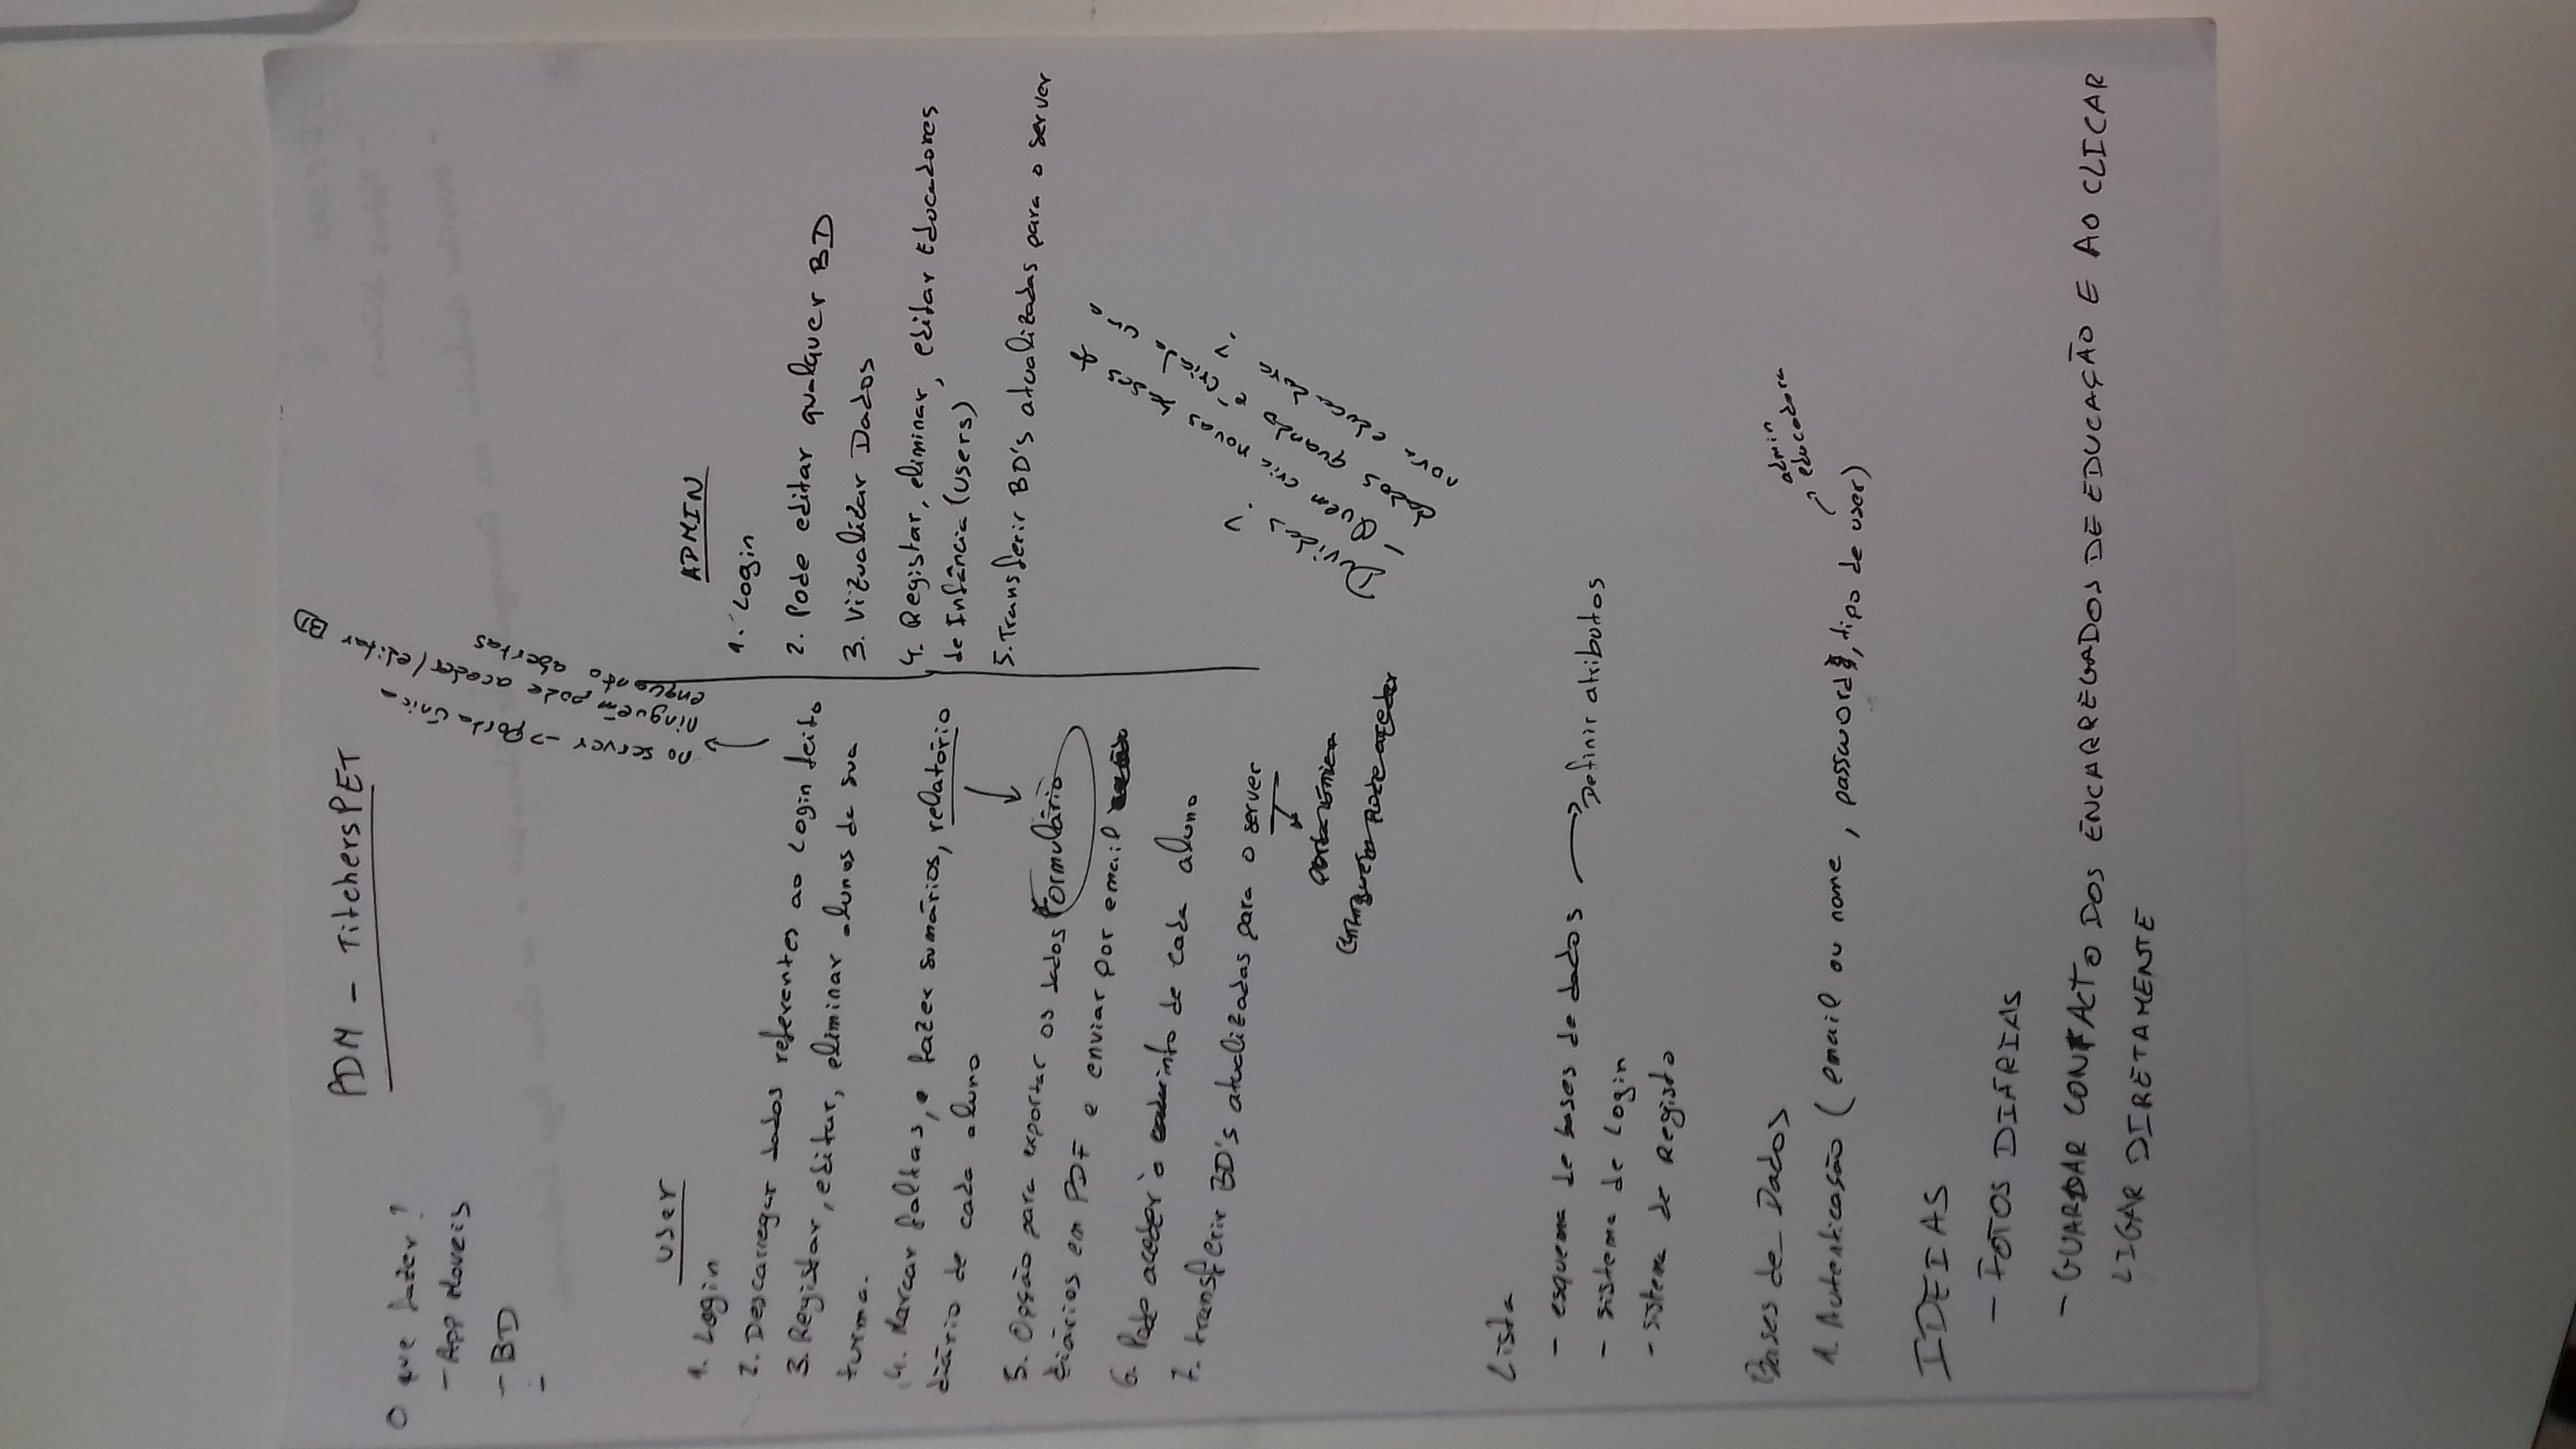 PDM - TitchersPET
O que fazer?
- App Moveis
- BD
-
no server -> Porta Única
ninguém pode aceder/editar BD
enquanto abertas
User
1. Login
2. Descarregar dados referentes ao Login feito
3. Registar, editar, eliminar alunos da sua
turma.
4. Marcar faltas, e fazer sumários, relatório
diário de cada aluno
Formulário
5. Opção para exportar os dados
diários em PDF e enviar por email
6. Pode aceder à info de cada aluno
7. transferir BD's atualizadas para o server
porta única
(ninguém pode aceder
ADMIN
1. Login
2. Pode editar qualquer BD
3. Vizualizar Dados
4. Registar, eliminar, editar Educadores
de Infância (users)
5. Transferir BD's atualizadas para o server
Duvidas?
- Quem cria novas bases d
dados quando é criada uma
nova educadora?
Lista
- esquema de bases de dados -> Definir atributos
- sistema de Login
- sistema de Registo
Bases de Dados
admin
educadora
1. Autenticação (email ou nome, password, tipo de user)
IDEIAS
- FOTOS DIÁRIAS
- GUARDAR CONTACTO DOS ENCARREGADOS DE EDUCAÇÃO E AO CLICAR
LIGAR DIRETAMENTE